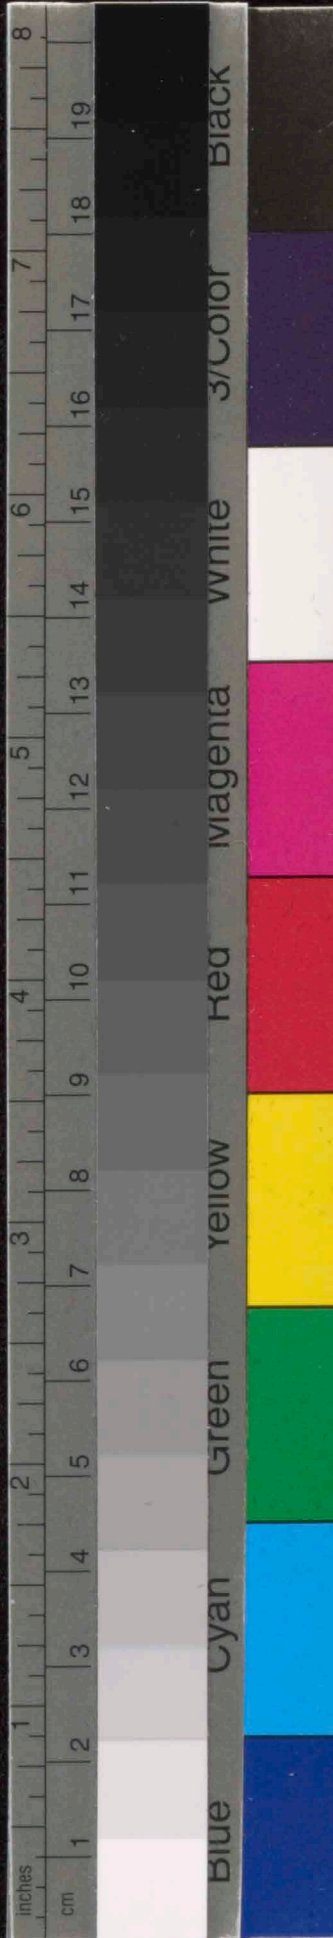 inches 1 2 3 4 5 6 7 8
cm 1 2 3 4 5 6 7 8 9 10 11 12 13 14 15 16 17 18 19
Blue Cyan Green Yellow Red Magenta White 3/Color Black